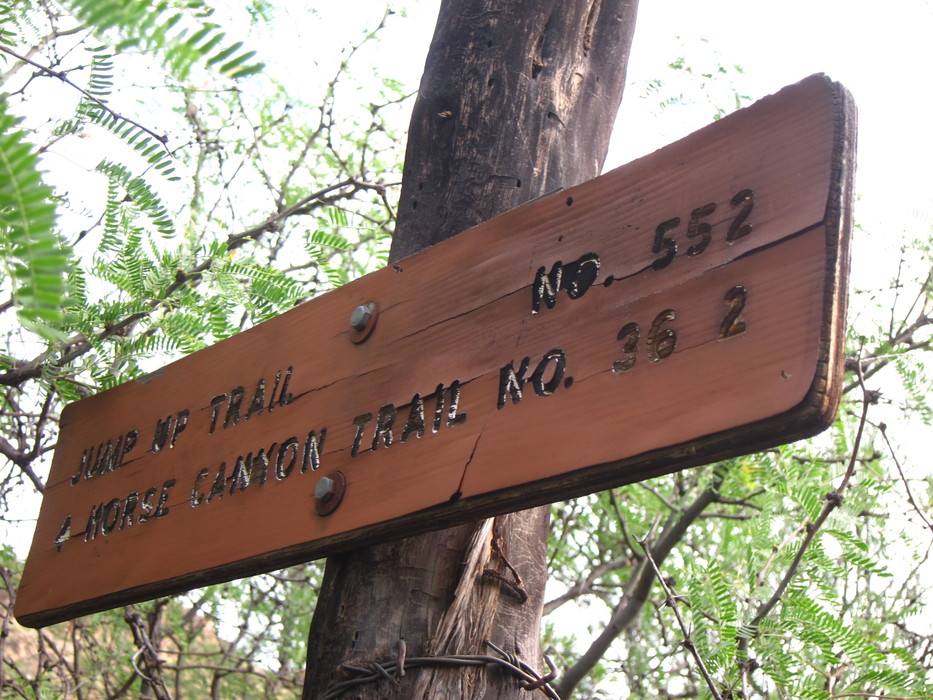 JUMP UP TRAIL NO. 552
4 HORSE CANYON TRAIL NO. 36 2